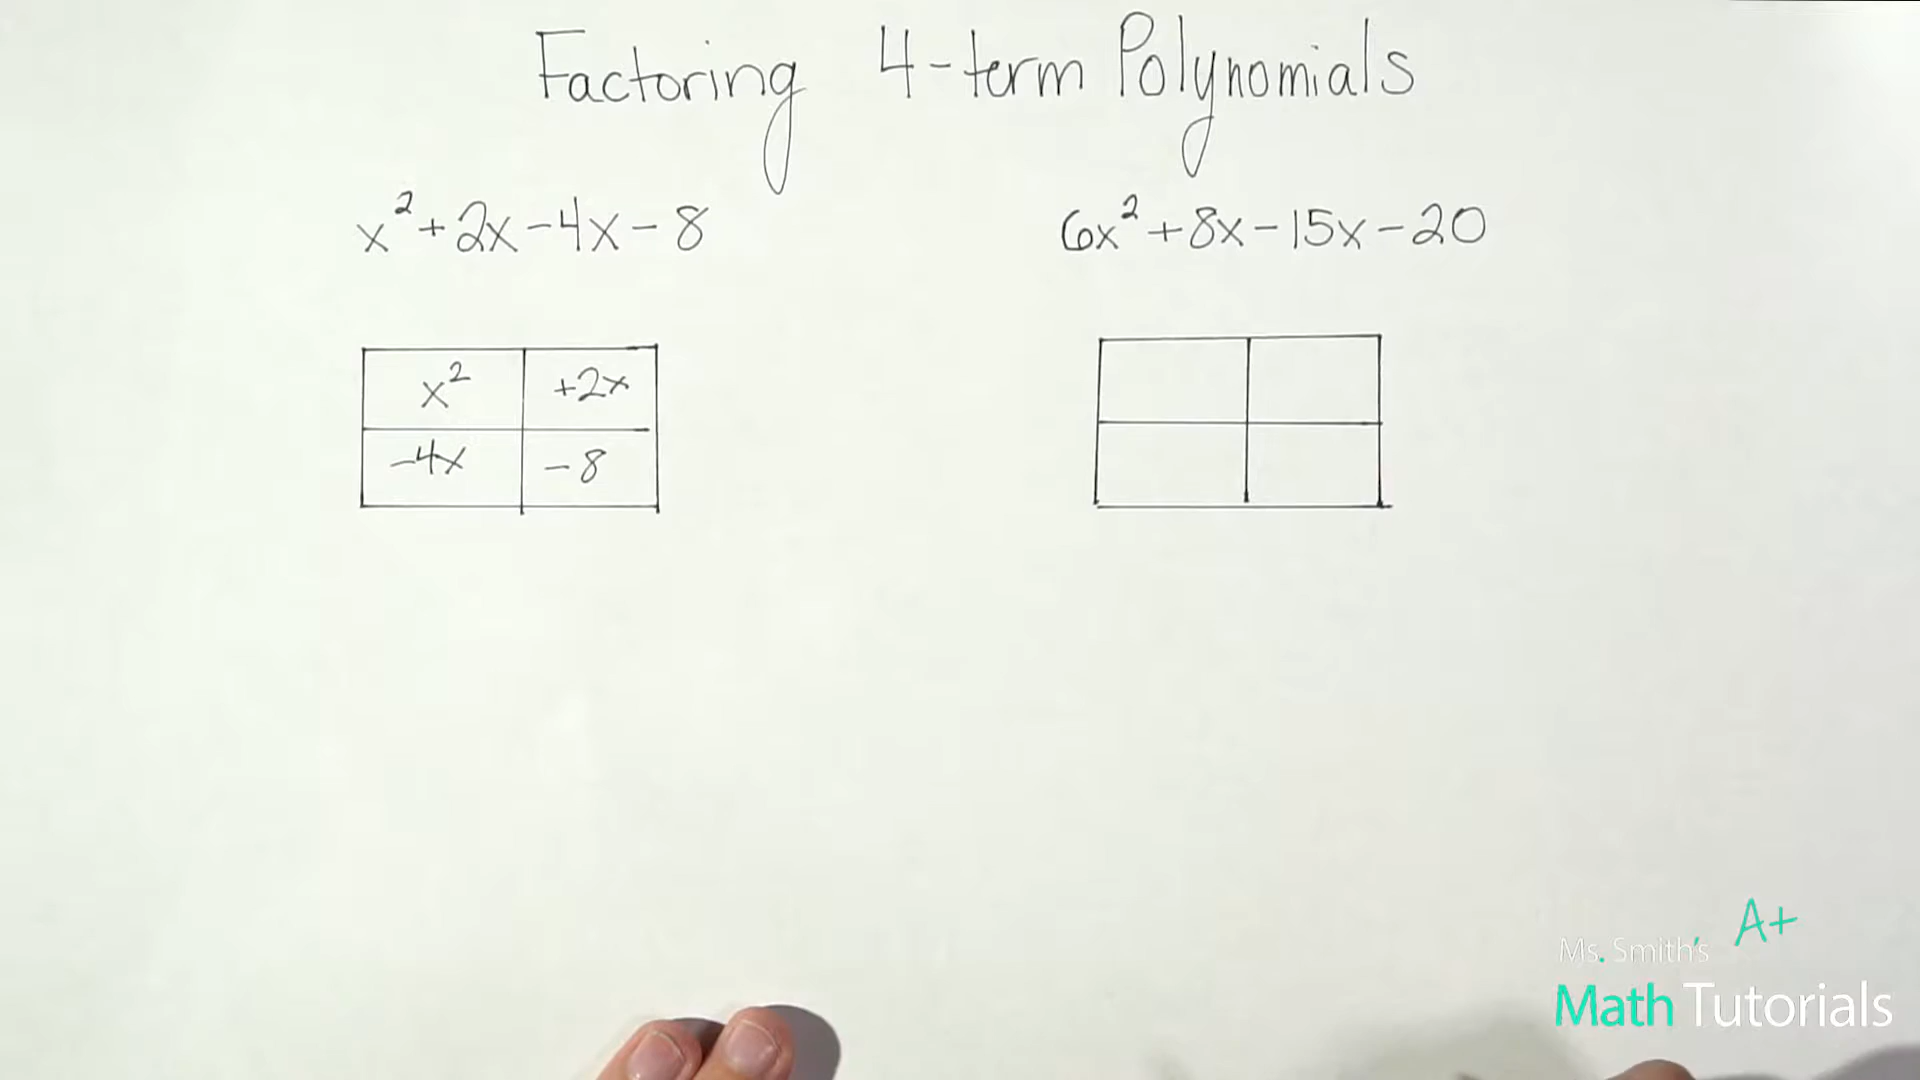 Factoring 4-term Polynomials
x² + 2x - 4x - 8
6x² + 8x - 15x - 20
x² +2x
-4x -8
A+
Ms. Smith's
Math Tutorials